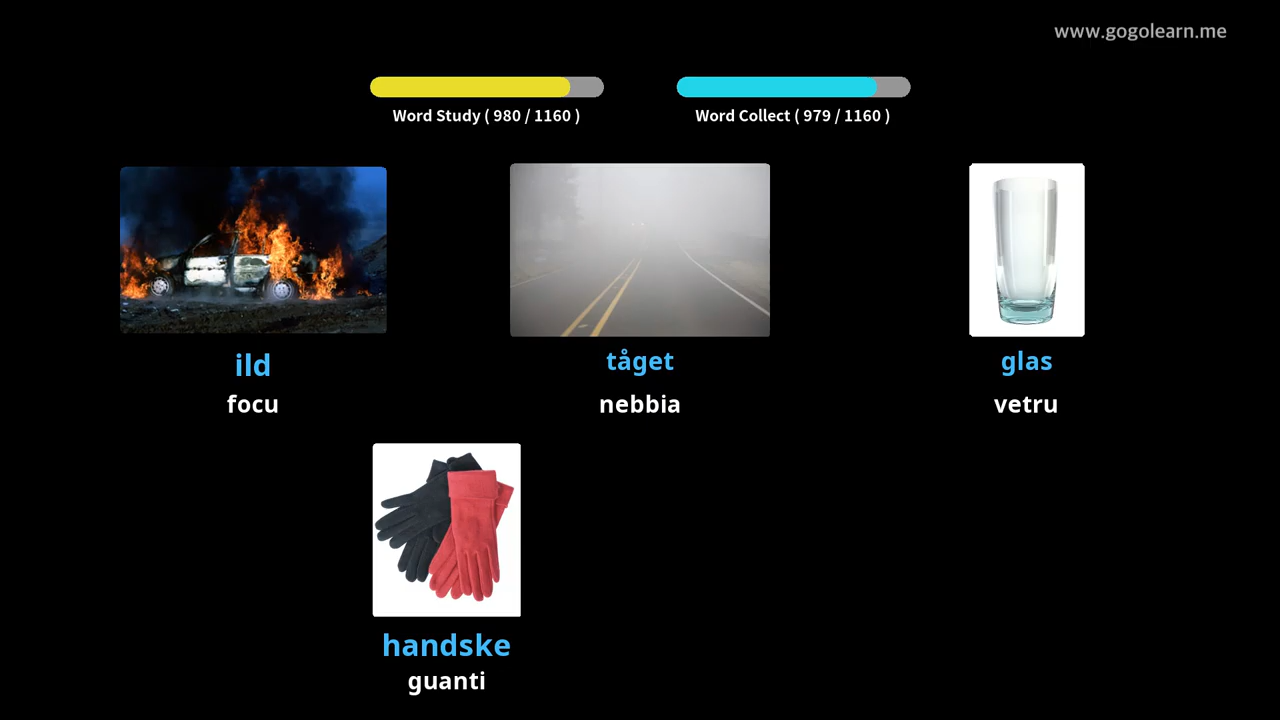 www.gogolearn.me
Word Study ( 980 / 1160 )
Word Collect ( 979 / 1160 )
ild
focu
tåget
nebbia
glas
vetru
handske
guanti